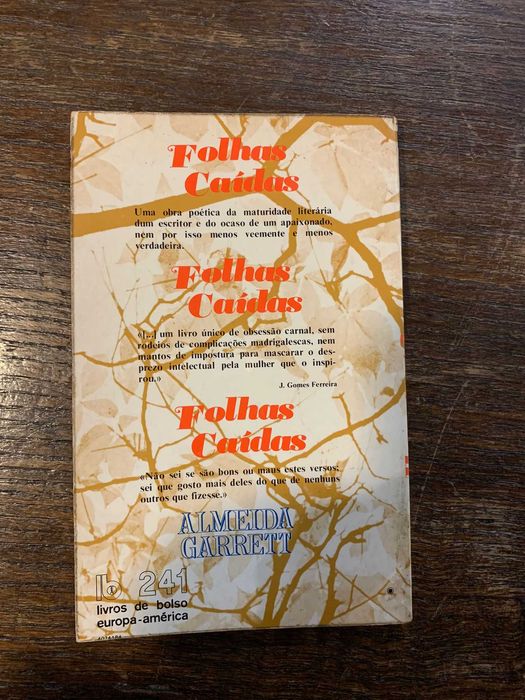 Folhas
Caídas
Uma obra poética da maturidade literária
dum escritor e do ocaso de um apaixonado,
nem por isso menos veemente e menos
verdadeira.
Folhas
Caídas
«[...] um livro único de obsessão carnal, sem
rodeios de complicações madrigalescas, nem
mantos de impostura para mascarar o des-
prezo intelectual pela mulher que o inspi-
rou.»
J. Gomes Ferreira
Folhas
Caídas
«Não sei se são bons ou maus estes versos;
sei que gosto mais deles do que de nenhuns
outros que fizesse.»
ALMEIDA
GARRETT
lb 241
livros de bolso
europa-américa